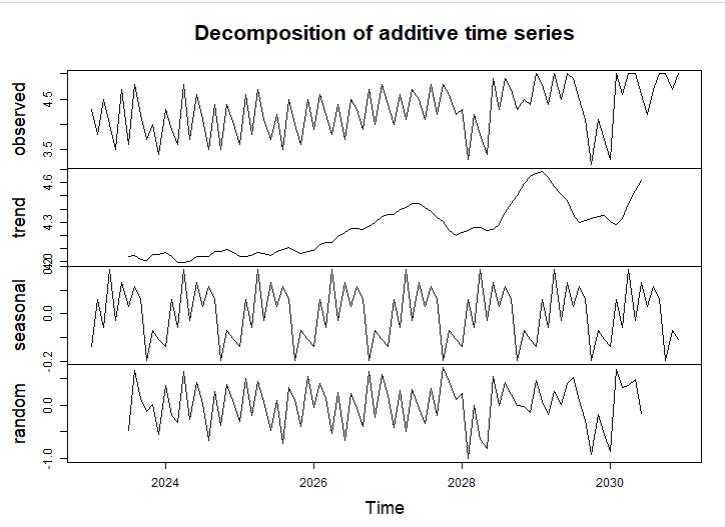 Decomposition of additive time series
observed
4.5
3.5
trend
4.6
4.3
seasonal
0.0
-0.2
random
0.0
-1.0
2024 2026 2028 2030
Time